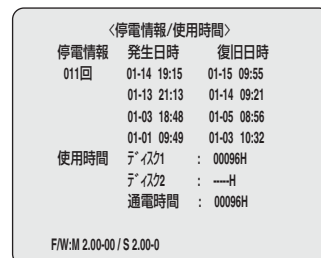 〈停電情報/使用時間〉
停電情報 発生日時 復旧日時
011回 01-14 19:15 01-15 09:55
01-13 21:13 01-14 09:21
01-03 18:48 01-05 08:56
01-01 09:49 01-03 10:32
使用時間 ﾃﾞｨｽｸ1 : 00096H
ﾃﾞｨｽｸ2 : -----H
通電時間 : 00096H
F/W:M 2.00-00 / S 2.00-0